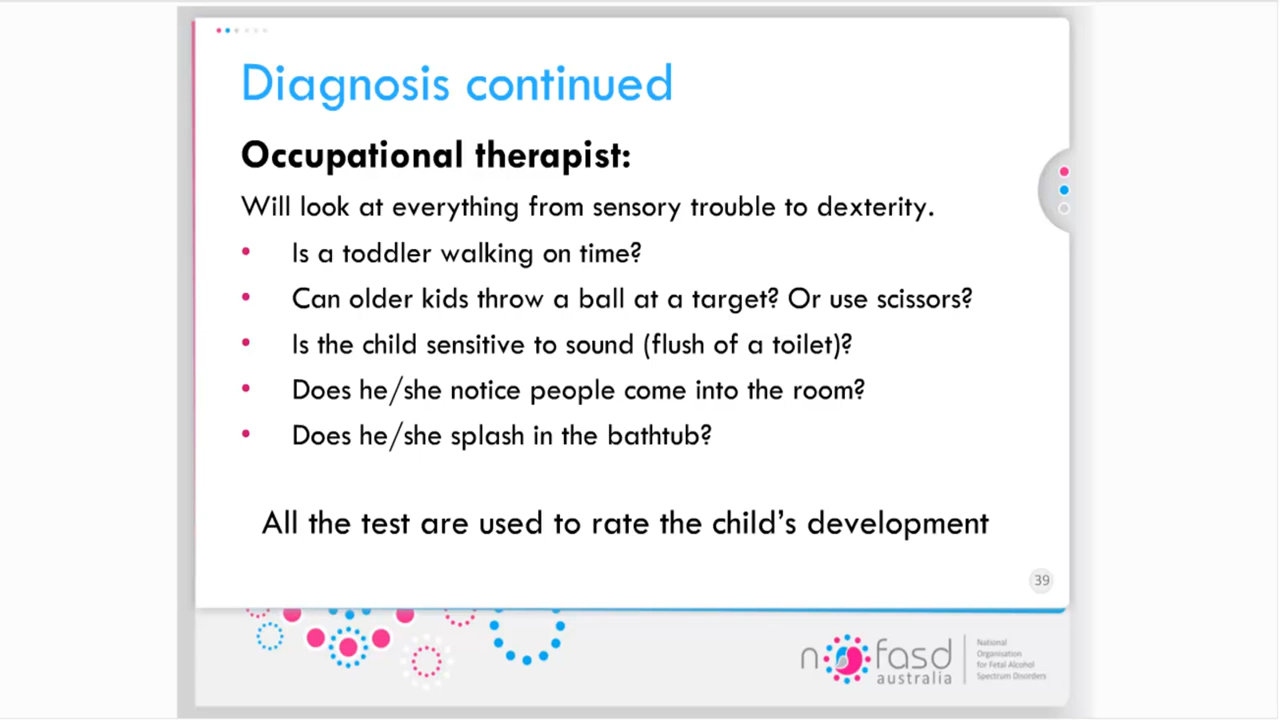 Diagnosis continued
Occupational therapist:
Will look at everything from sensory trouble to dexterity.
• Is a toddler walking on time?
• Can older kids throw a ball at a target? Or use scissors?
• Is the child sensitive to sound (flush of a toilet)?
• Does he/she notice people come into the room?
• Does he/she splash in the bathtub?
All the test are used to rate the child's development
39
nofasd
australia
National
Organisation
for Fetal Alcohol
Spectrum Disorders